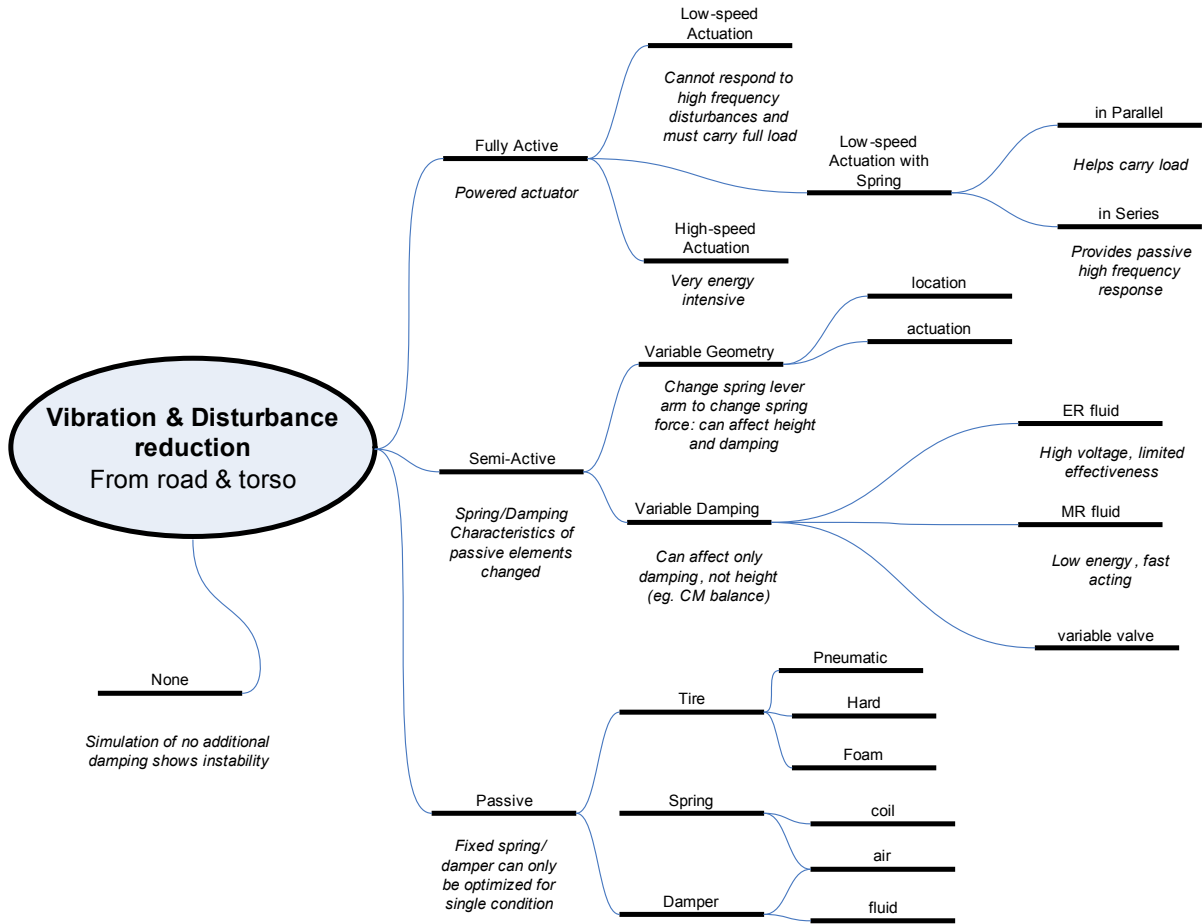 Vibration & Disturbance
reduction
From road & torso
None
Simulation of no additional
damping shows instability
Fully Active
Powered actuator
Low-speed
Actuation
Cannot respond to
high frequency
disturbances and
must carry full load
Low-speed
Actuation with
Spring
in Parallel
Helps carry load
in Series
Provides passive
high frequency
response
High-speed
Actuation
Very energy
intensive
Semi-Active
Spring/Damping
Characteristics of
passive elements
changed
Variable Geometry
Change spring lever
arm to change spring
force: can affect height
and damping
location
actuation
Variable Damping
Can affect only
damping, not height
(eg. CM balance)
ER fluid
High voltage, limited
effectiveness
MR fluid
Low energy, fast
acting
variable valve
Passive
Fixed spring/
damper can only
be optimized for
single condition
Tire
Pneumatic
Hard
Foam
Spring
coil
air
Damper
fluid